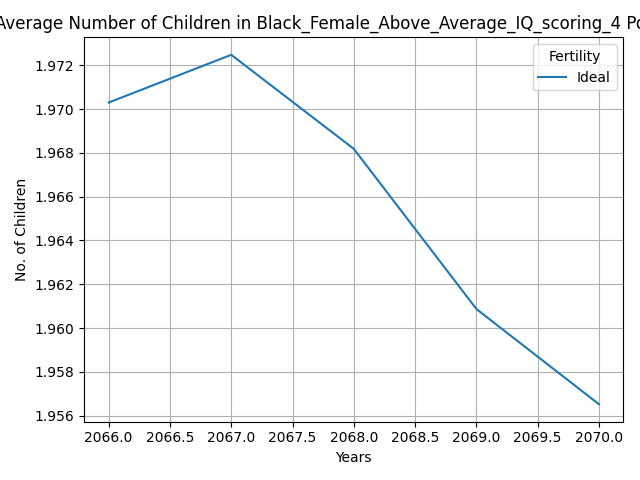 Average Number of Children in Black_Female_Above_Average_IQ_scoring_4 Po
Fertility
Ideal
1.972
1.970
1.968
1.966
1.964
1.962
1.960
1.958
1.956
No. of Children
2066.0 2066.5 2067.0 2067.5 2068.0 2068.5 2069.0 2069.5 2070.0
Years